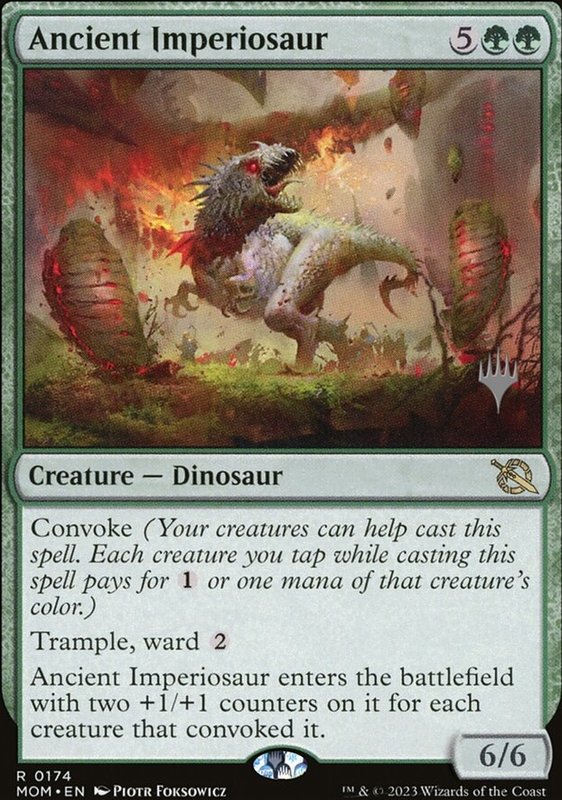 Ancient Imperiosaur 5
Creature — Dinosaur
Convoke (Your creatures can help cast this
spell. Each creature you tap while casting this
spell pays for 1 or one mana of that creature's
color.)
Trample, ward 2
Ancient Imperiosaur enters the battlefield
with two +1/+1 counters on it for each
creature that convoked it.
6/6
R 0174
MOM • EN Piotr Foksowicz
™ & © 2023 Wizards of the Coast